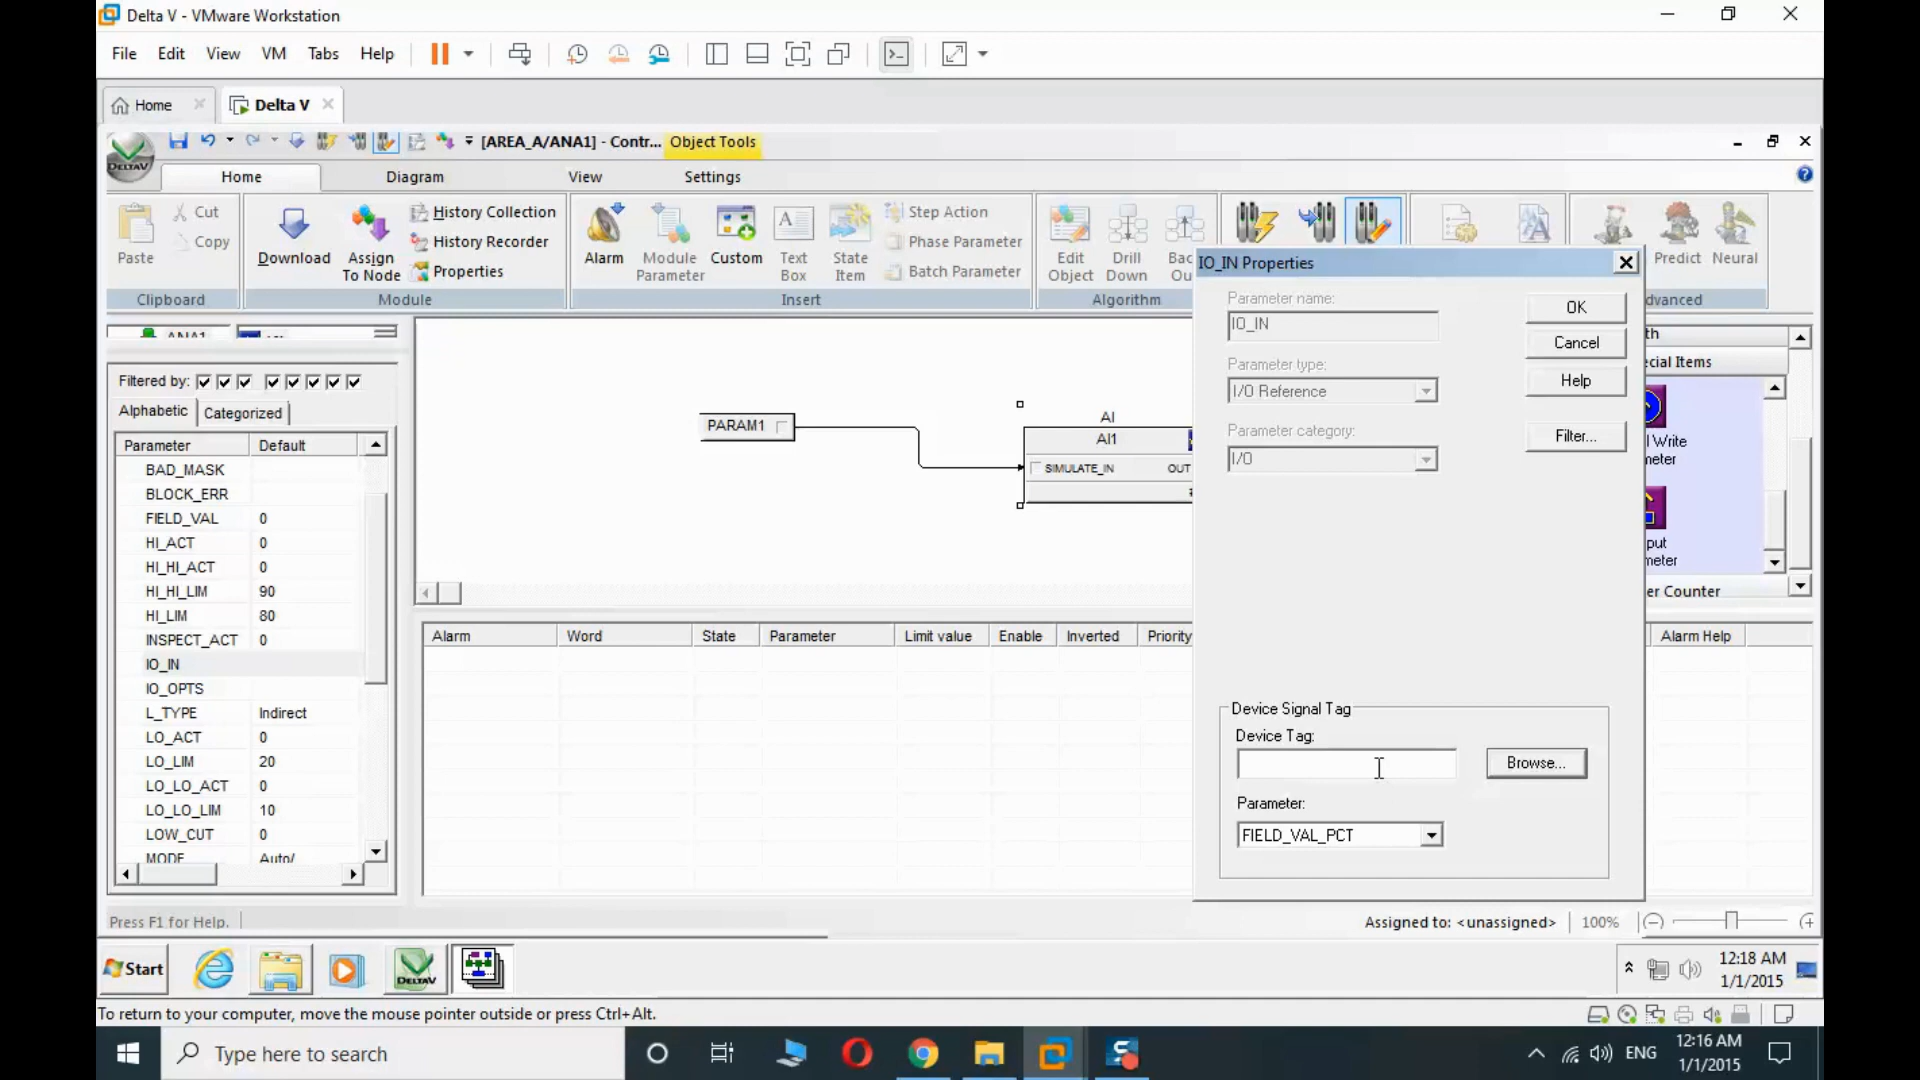 Delta V - VMware Workstation
File Edit View VM Tabs Help
Home Delta V
[AREA_A/ANA1] - Contr... Object Tools
DELTAV
Home Diagram View Settings
Paste Cut Copy Clipboard
Download Assign To Node History Collection History Recorder Properties Module
Alarm Module Parameter Custom Text Box State Item Step Action Phase Parameter Batch Parameter Insert
Edit Object Drill Down Algorithm
Predict Neural
ANA1
Filtered by:
Alphabetic Categorized
Parameter Default
BAD_MASK
BLOCK_ERR
FIELD_VAL 0
HI_ACT 0
HI_HI_ACT 0
HI_HI_LIM 90
HI_LIM 80
INSPECT_ACT 0
IO_IN
IO_OPTS
L_TYPE Indirect
LO_ACT 0
LO_LIM 20
LO_LO_ACT 0
LO_LO_LIM 10
LOW_CUT 0
MODE Auto/
PARAM1
AI
AI1
SIMULATE_IN OUT
Alarm Word State Parameter Limit value Enable Inverted Priority Alarm Help
IO_IN Properties
Parameter name:
IO_IN
Parameter type:
I/O Reference
Parameter category:
I/O
OK
Cancel
Help
Filter...
Device Signal Tag
Device Tag:
Browse...
Parameter:
FIELD_VAL_PCT
ecial Items
l Write
meter
put
meter
er Counter
Press F1 for Help.
Assigned to: <unassigned> 100%
Start
DELTAV
12:18 AM
1/1/2015
To return to your computer, move the mouse pointer outside or press Ctrl+Alt.
Type here to search
ENG
12:16 AM
1/1/2015